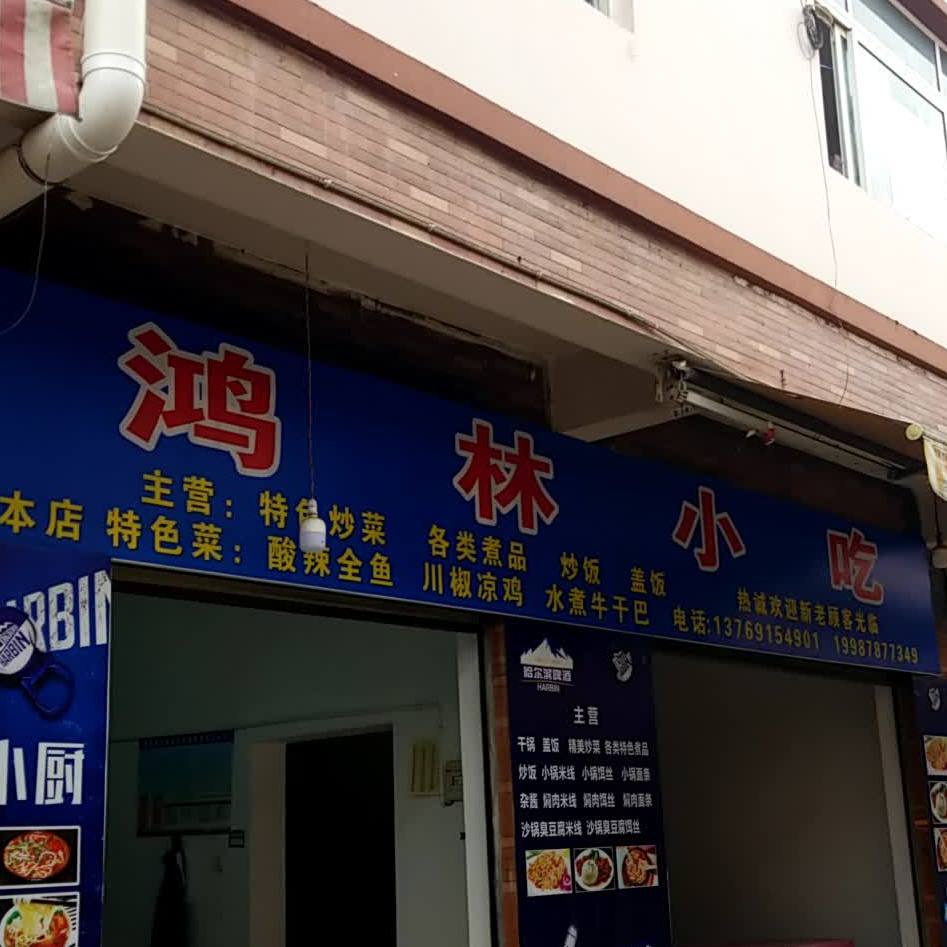 鸿林小吃
主营：特色炒菜 各类煮品 炒饭 盖饭
热诚欢迎新老顾客光临
本店特色菜：酸辣全鱼 川椒凉鸡 水煮牛干巴 电话:13769154901 19987877349
HARBIN
小厨
哈尔滨啤酒
HARBIN
主营
干锅 盖饭 精美炒菜 各类特色煮品
炒饭 小锅米线 小锅饵丝 小锅面条
杂酱 焖肉米线 焖肉饵丝 焖肉面条
沙锅臭豆腐米线 沙锅臭豆腐饵丝